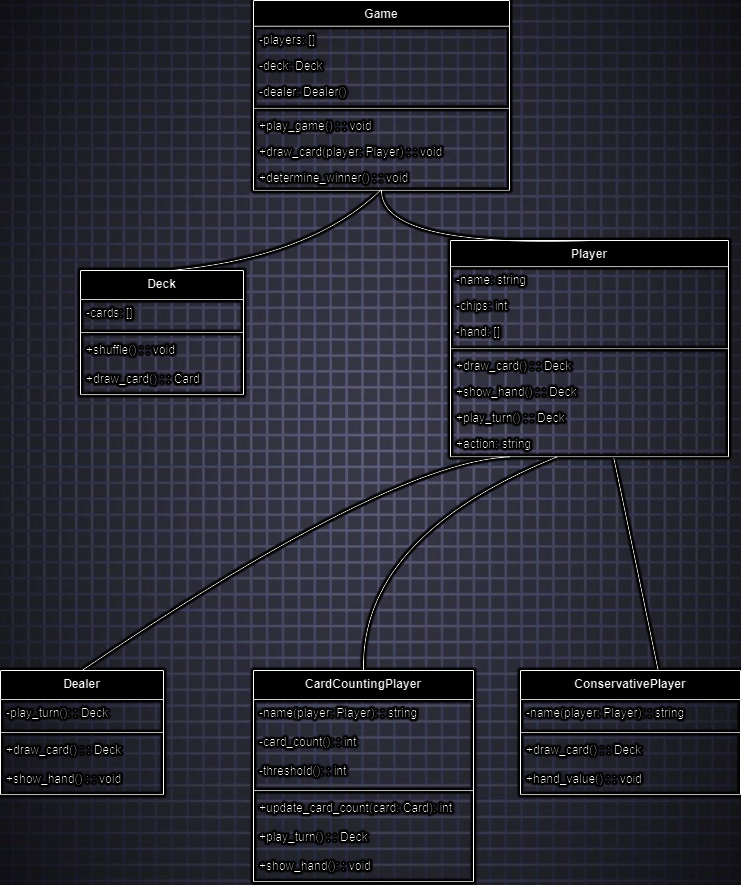 Game
-players: []
-deck: Deck
-dealer: Dealer()
+play_game() : : void
+draw_card(player: Player) : : void
+determine_winner() : : void
Deck
-cards: []
+shuffle() : : void
+draw_card() : : Card
Player
-name: string
-chips: int
-hand: []
+draw_card() : : Deck
+show_hand() : : Deck
+play_turn() : : Deck
+action: string
Dealer
-play_turn() : : Deck
+draw_card() : : Deck
+show_hand() : : void
CardCountingPlayer
-name(player: Player) : : string
-card_count() : : int
-threshold() : : int
+update_card_count(card: Card): int
+play_turn() : : Deck
+show_hand() : : void
ConservativePlayer
-name(player: Player) : : string
+draw_card() : : Deck
+hand_value() : : void